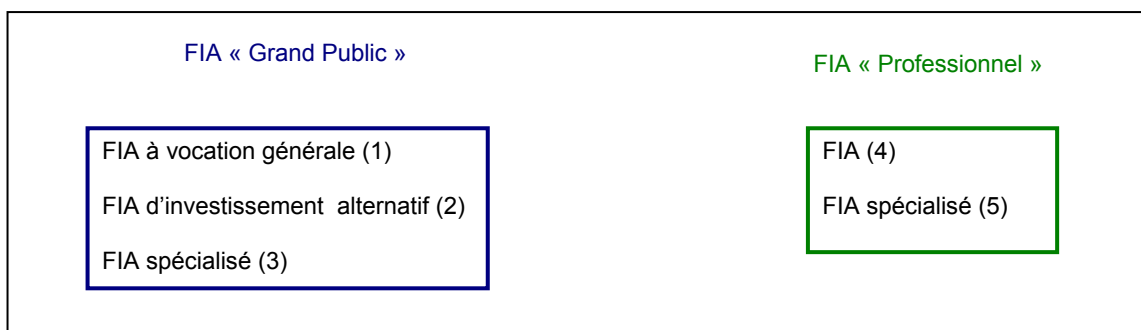 FIA « Grand Public »
FIA à vocation générale (1)
FIA d'investissement  alternatif (2)
FIA spécialisé (3)
FIA « Professionnel »
FIA (4)
FIA spécialisé (5)